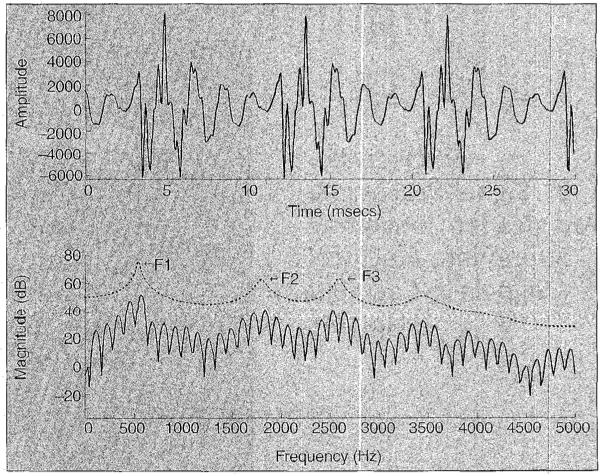 8000
6000
4000
2000
0
-2000
-4000
-6000
Amplitude
0 5 10 15 20 25 30
Time (msecs)
80
60
40
20
0
-20
Magnitude (dB)
←F1
←F2
←F3
0 500 1000 1500 2000 2500 3000 3500 4000 4500 5000
Frequency (Hz)